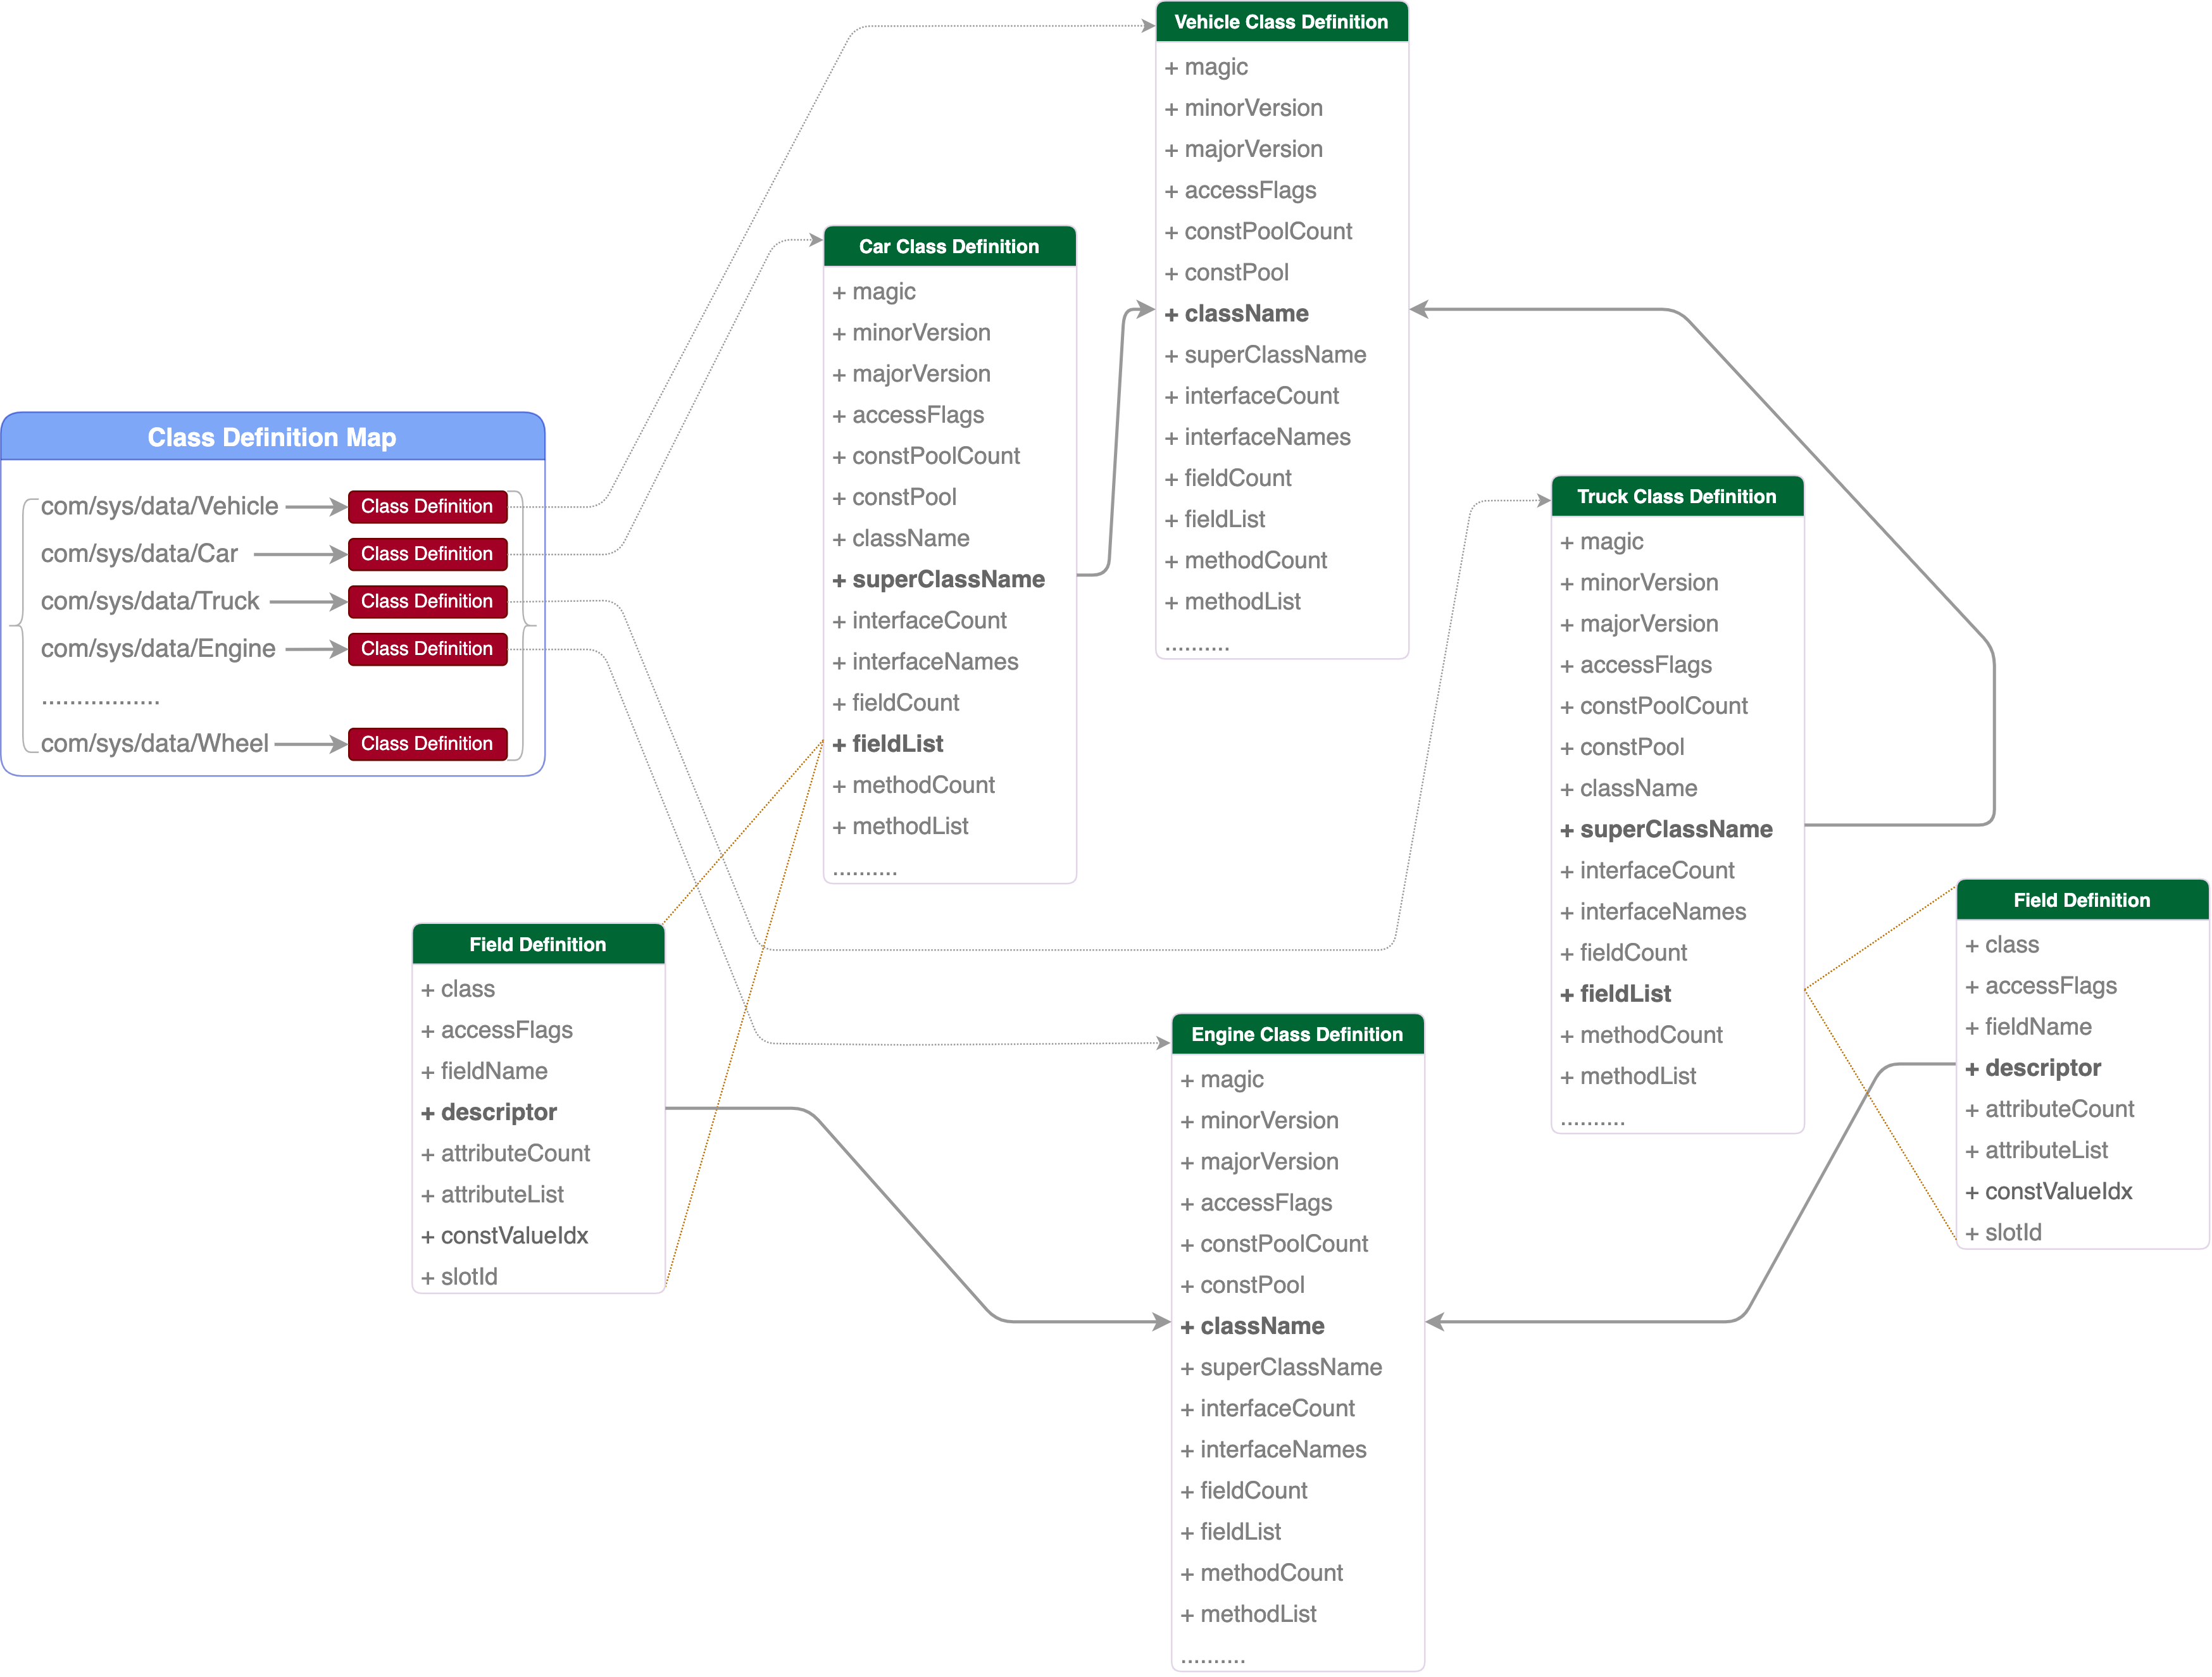 Class Definition Map
com/sys/data/Vehicle Class Definition
com/sys/data/Car Class Definition
com/sys/data/Truck Class Definition
com/sys/data/Engine Class Definition
.................
com/sys/data/Wheel Class Definition
Vehicle Class Definition
+ magic
+ minorVersion
+ majorVersion
+ accessFlags
+ constPoolCount
+ constPool
+ className
+ superClassName
+ interfaceCount
+ interfaceNames
+ fieldCount
+ fieldList
+ methodCount
+ methodList
..........
Car Class Definition
+ magic
+ minorVersion
+ majorVersion
+ accessFlags
+ constPoolCount
+ constPool
+ className
+ superClassName
+ interfaceCount
+ interfaceNames
+ fieldCount
+ fieldList
+ methodCount
+ methodList
..........
Truck Class Definition
+ magic
+ minorVersion
+ majorVersion
+ accessFlags
+ constPoolCount
+ constPool
+ className
+ superClassName
+ interfaceCount
+ interfaceNames
+ fieldCount
+ fieldList
+ methodCount
+ methodList
..........
Field Definition
+ class
+ accessFlags
+ fieldName
+ descriptor
+ attributeCount
+ attributeList
+ constValueIdx
+ slotId
Engine Class Definition
+ magic
+ minorVersion
+ majorVersion
+ accessFlags
+ constPoolCount
+ constPool
+ className
+ superClassName
+ interfaceCount
+ interfaceNames
+ fieldCount
+ fieldList
+ methodCount
+ methodList
..........
Field Definition
+ class
+ accessFlags
+ fieldName
+ descriptor
+ attributeCount
+ attributeList
+ constValueIdx
+ slotId